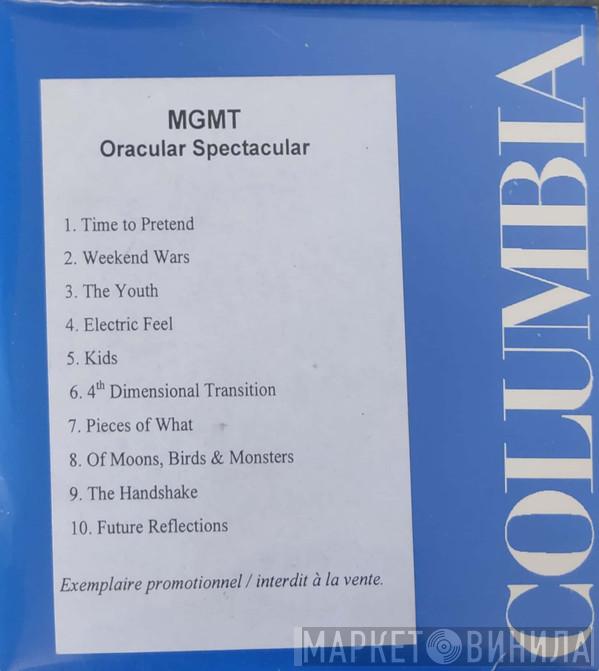 MGMT
Oracular Spectacular
1. Time to Pretend
2. Weekend Wars
3. The Youth
4. Electric Feel
5. Kids
6. 4th Dimensional Transition
7. Pieces of What
8. Of Moons, Birds & Monsters
9. The Handshake
10. Future Reflections
Exemplaire promotionnel / interdit à la vente.
COLUMBIA
МАРКЕТ ВИНИЛА